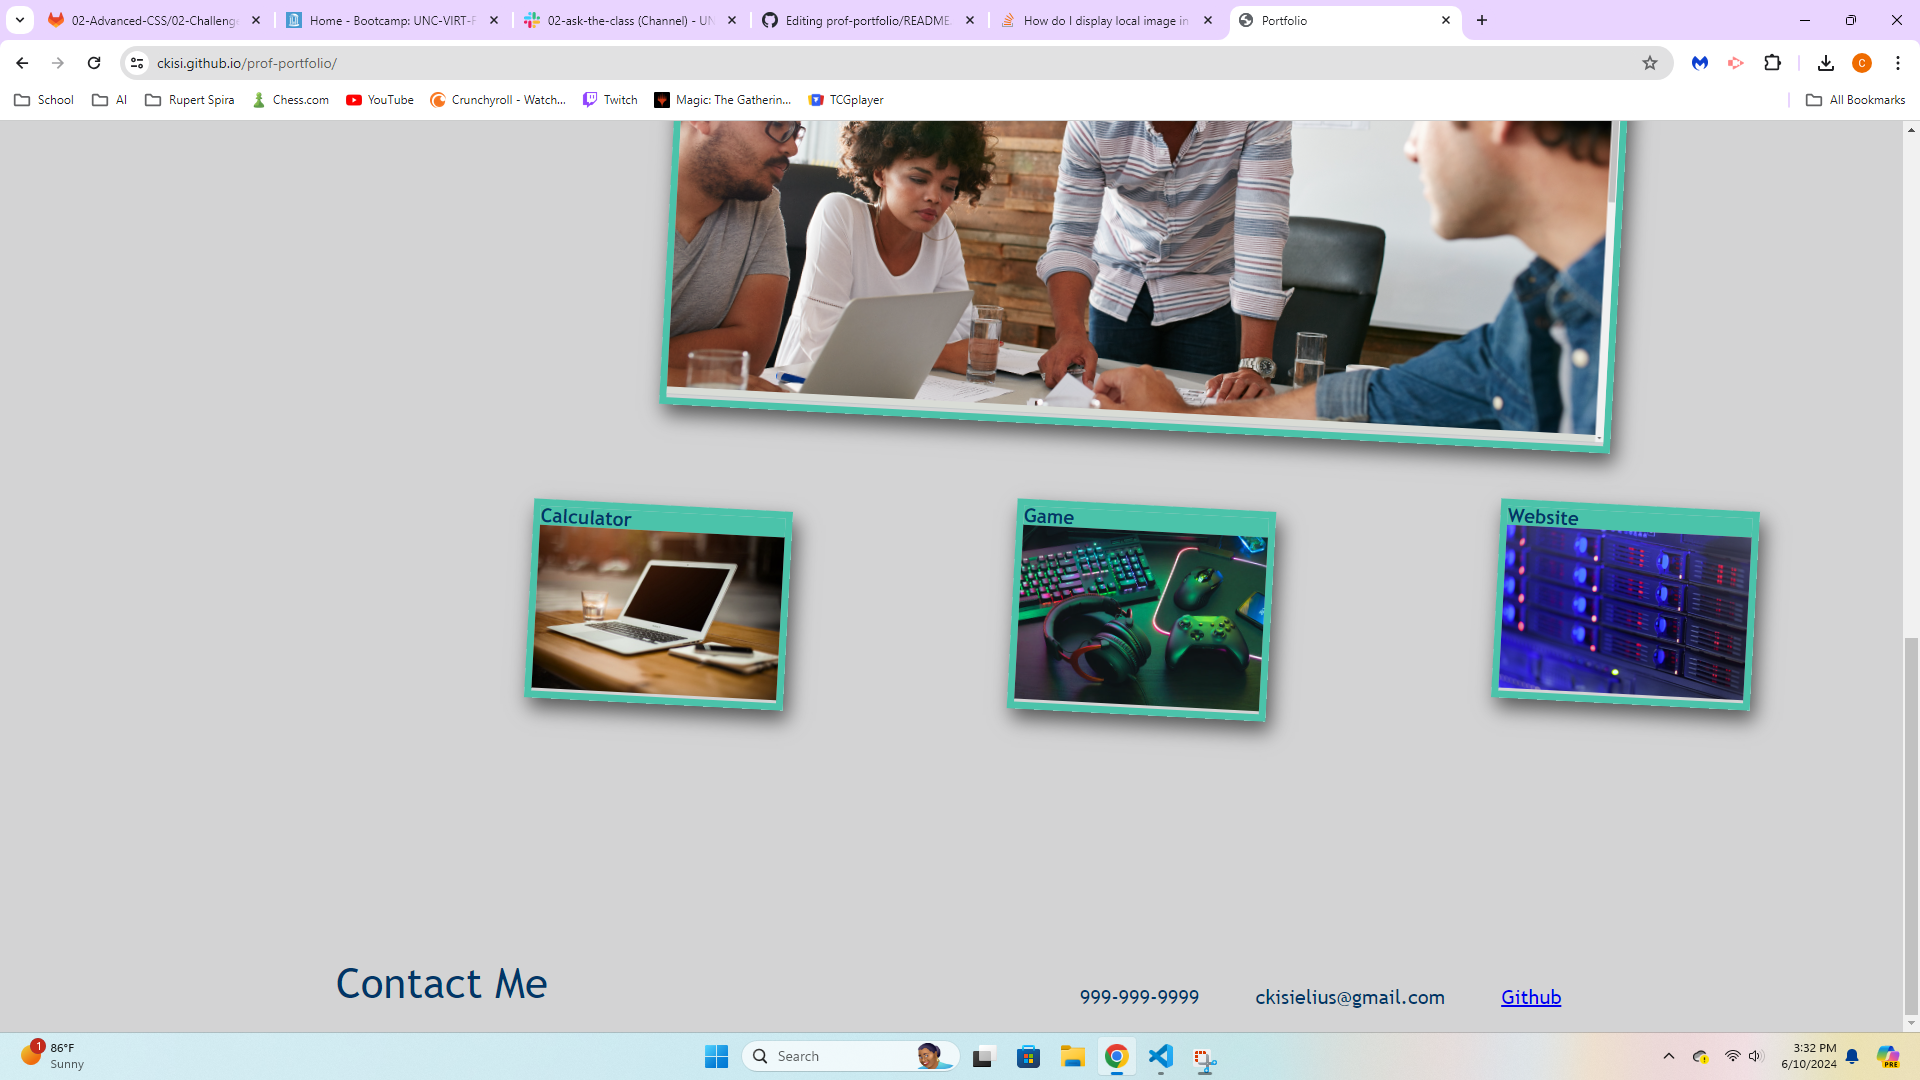 02-Advanced-CSS/02-Challenge
Home - Bootcamp: UNC-VIRT-F
02-ask-the-class (Channel) - UN
Editing prof-portfolio/README.
How do I display local image in
Portfolio
ckisi.github.io/prof-portfolio/
C
School
AI
Rupert Spira
Chess.com
YouTube
Crunchyroll - Watch...
Twitch
Magic: The Gatherin...
TCGplayer
All Bookmarks
Calculator
Game
Website
Contact Me
999-999-9999
ckisielius@gmail.com
Github
1
86°F
Sunny
Search
3:32 PM
6/10/2024
PRE